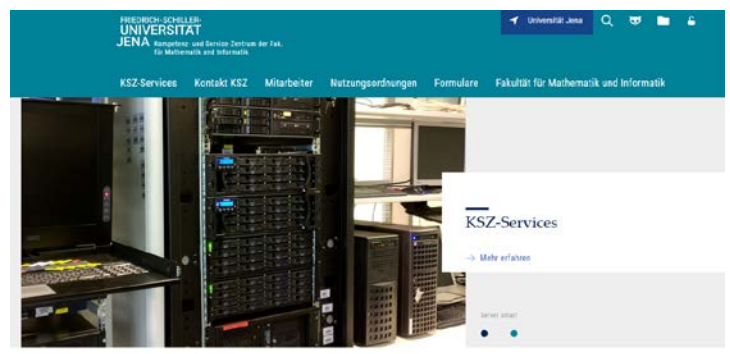 FRIEDRICH-SCHILLER-
UNIVERSITÄT
JENA Kompetenz- und Service Zentrum der Fak.
für Mathematik und Informatik
Universität Jena
KSZ-Services Kontakt KSZ Mitarbeiter Nutzungsordnungen Formulare Fakultät für Mathematik und Informatik
KSZ-Services
→ Mehr erfahren